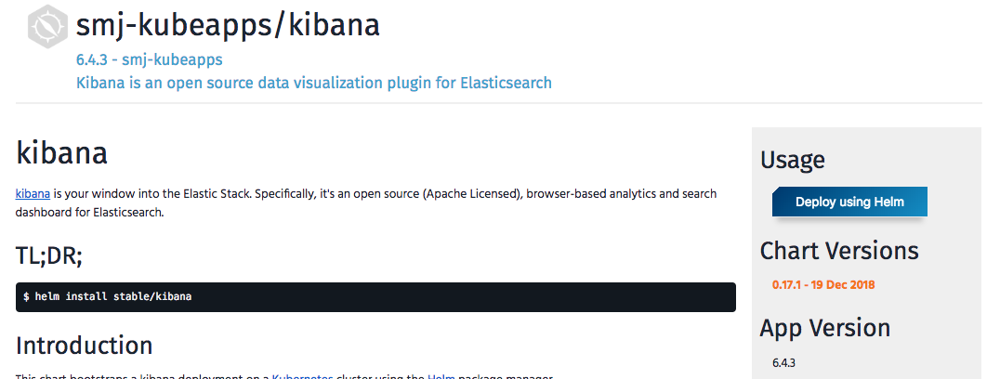 smj-kubeapps/kibana
6.4.3 - smj-kubeapps
Kibana is an open source data visualization plugin for Elasticsearch
kibana
kibana is your window into the Elastic Stack. Specifically, it's an open source (Apache Licensed), browser-based analytics and search
dashboard for Elasticsearch.
TL;DR;
$ helm install stable/kibana
Introduction
This chart bootstraps a kibana deployment on a Kubernetes cluster using the Helm package manager.
Usage
Deploy using Helm
Chart Versions
0.17.1 - 19 Dec 2018
App Version
6.4.3